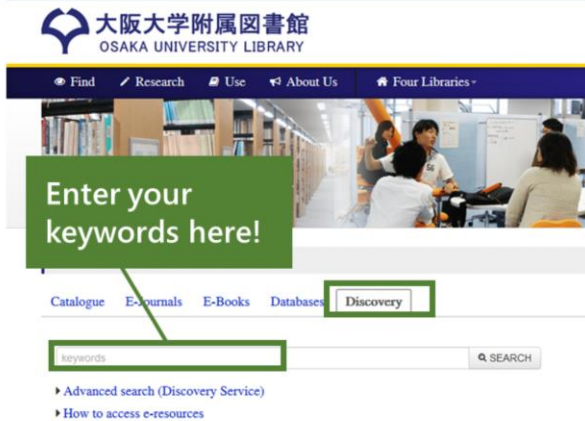 大阪大学附属図書館
OSAKA UNIVERSITY LIBRARY
Find Research Use About Us Four Libraries
Enter your
keywords here!
Catalogue E-Journals E-Books Databases Discovery
keywords SEARCH
Advanced search (Discovery Service)
How to access e-resources